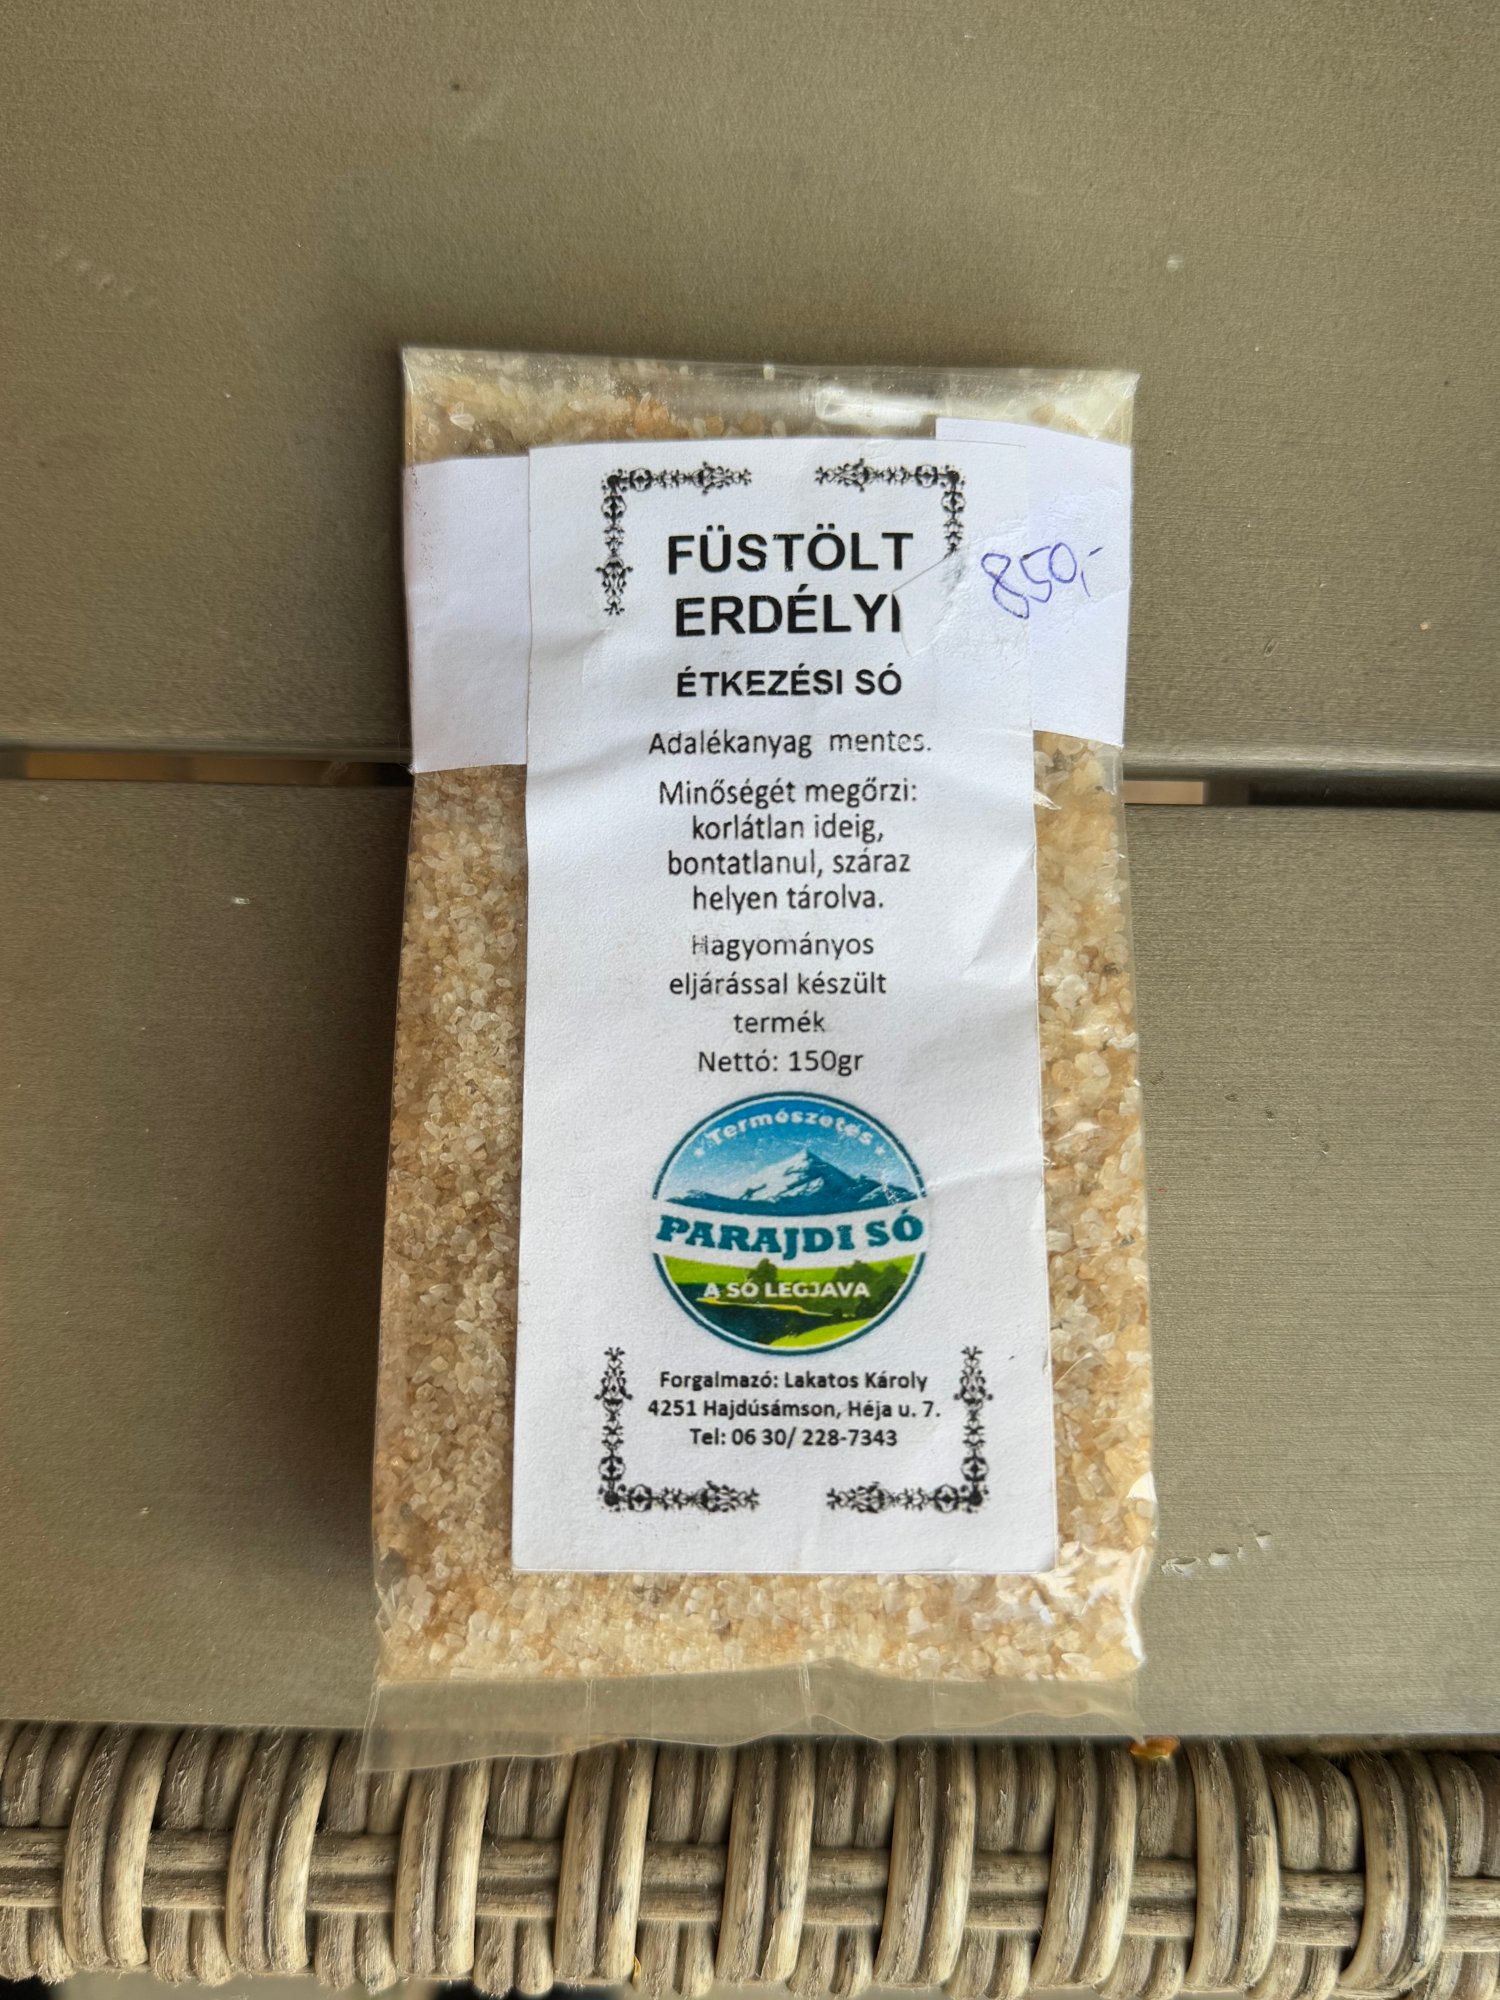 FÜSTÖLT
ERDÉLYI
850,-
ÉTKEZÉSI SÓ
Adalékanyag mentes.
Minőségét megőrzi:
korlátlan ideig,
bontatlanul, száraz
helyen tárolva.
Hagyományos
eljárással készült
termék
Nettó: 150gr
Természetes
PARAJDI SÓ
A SÓ LEGJAVA
Forgalmazó: Lakatos Károly
4251 Hajdúsámson, Héja u. 7.
Tel: 06 30/ 228-7343